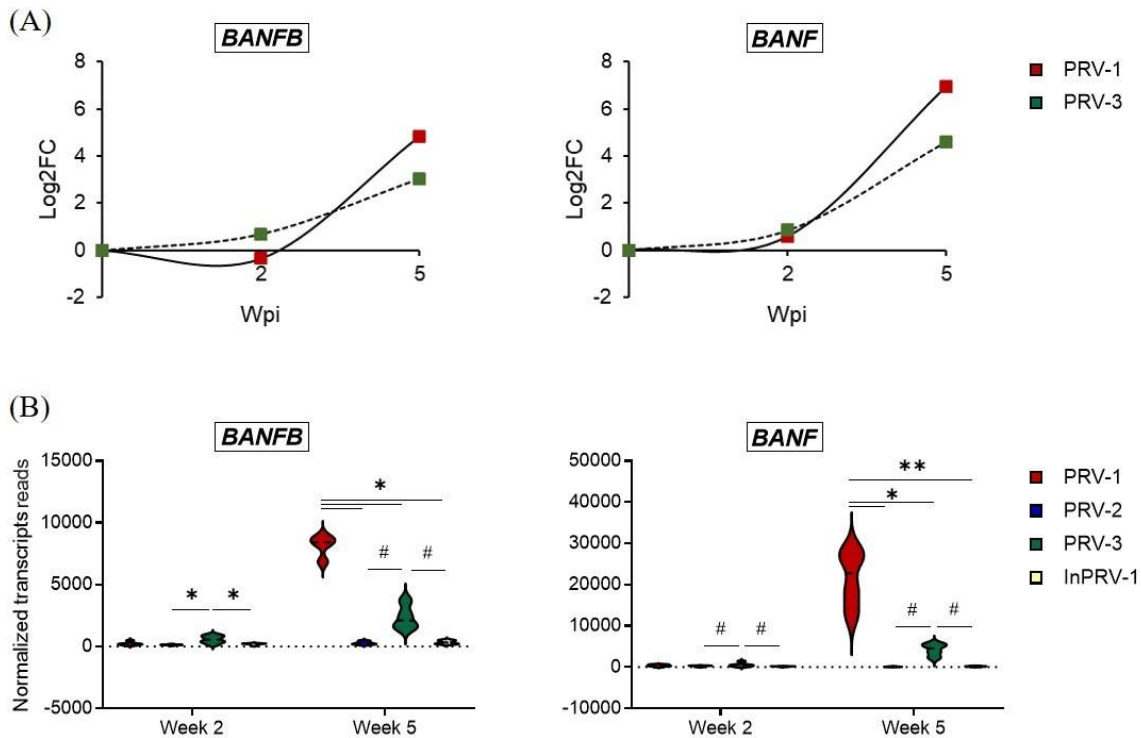 (A)
BANFB
BANF
8
6
4
2
0
-2
Log2FC
2
5
Wpi
8
6
4
2
0
-2
Log2FC
2
5
Wpi
PRV-1
PRV-3
(B)
BANFB
BANF
15000
10000
5000
0
-5000
Normalized transcripts reads
*
*
*
#
#
Week 2
Week 5
50000
40000
30000
20000
10000
0
-10000
**
*
#
#
#
#
Week 2
Week 5
PRV-1
PRV-2
PRV-3
InPRV-1